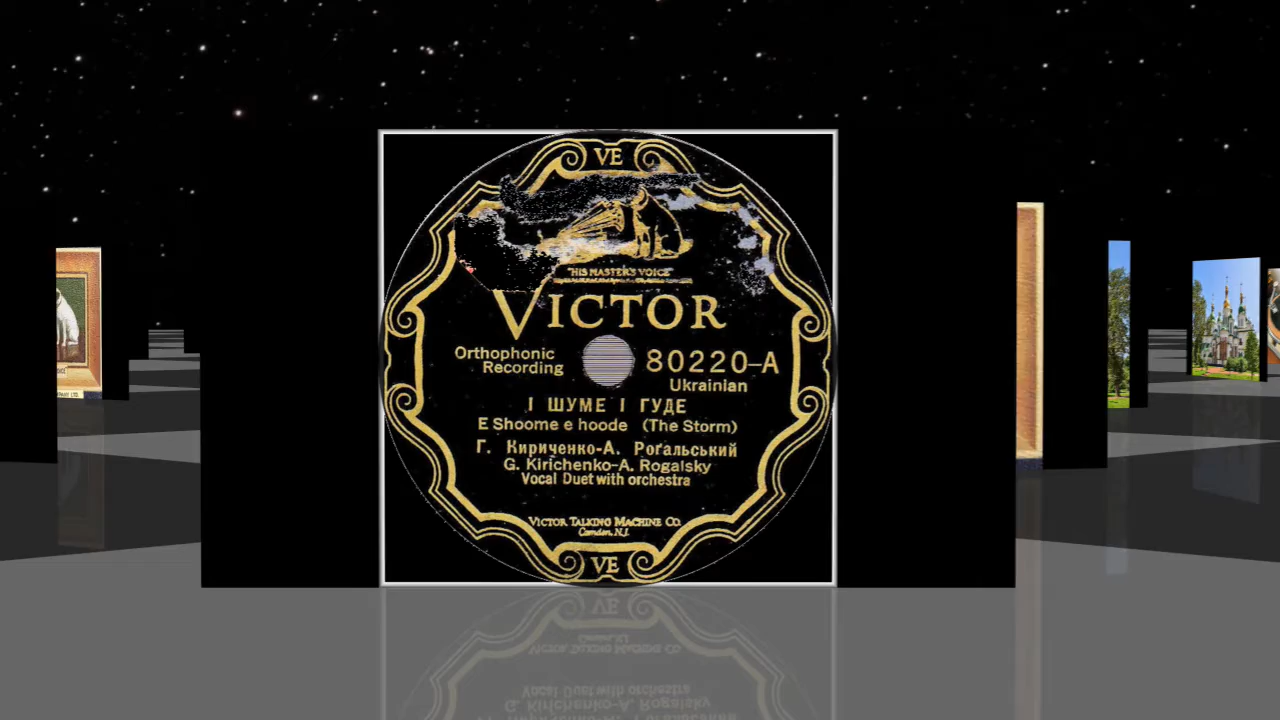 VE
"HIS MASTER'S VOICE"
VICTOR
Orthophonic
Recording
80220–A
Ukrainian
І ШУМЕ І ГУДЕ
E Shoome e hoode (The Storm)
Г. Кириченко-А. Роґальський
G. Kirichenko-A. Rogalsky
Vocal Duet with orchestra
VICTOR TALKING MACHINE CO.
Camden, N.J.
VE